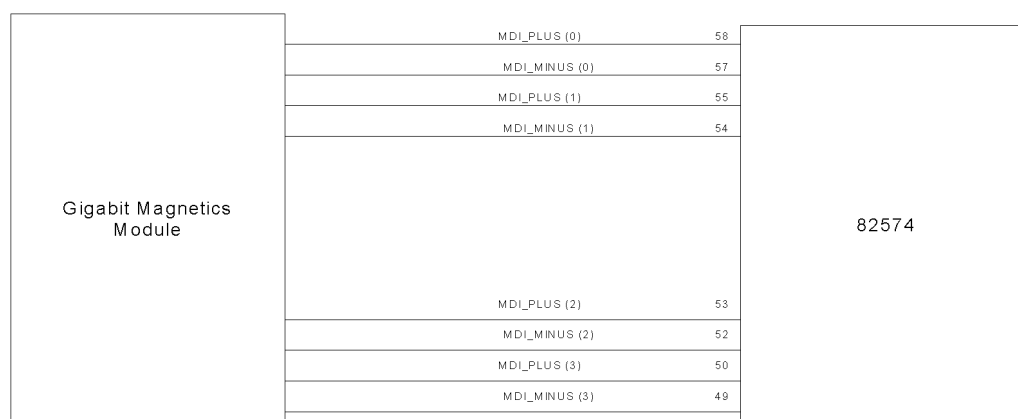 MDI_PLUS (0) 58
MDI_MINUS (0) 57
MDI_PLUS (1) 55
MDI_MINUS (1) 54
Gigabit Magnetics
Module
82574
MDI_PLUS (2) 53
MDI_MINUS (2) 52
MDI_PLUS (3) 50
MDI_MINUS (3) 49